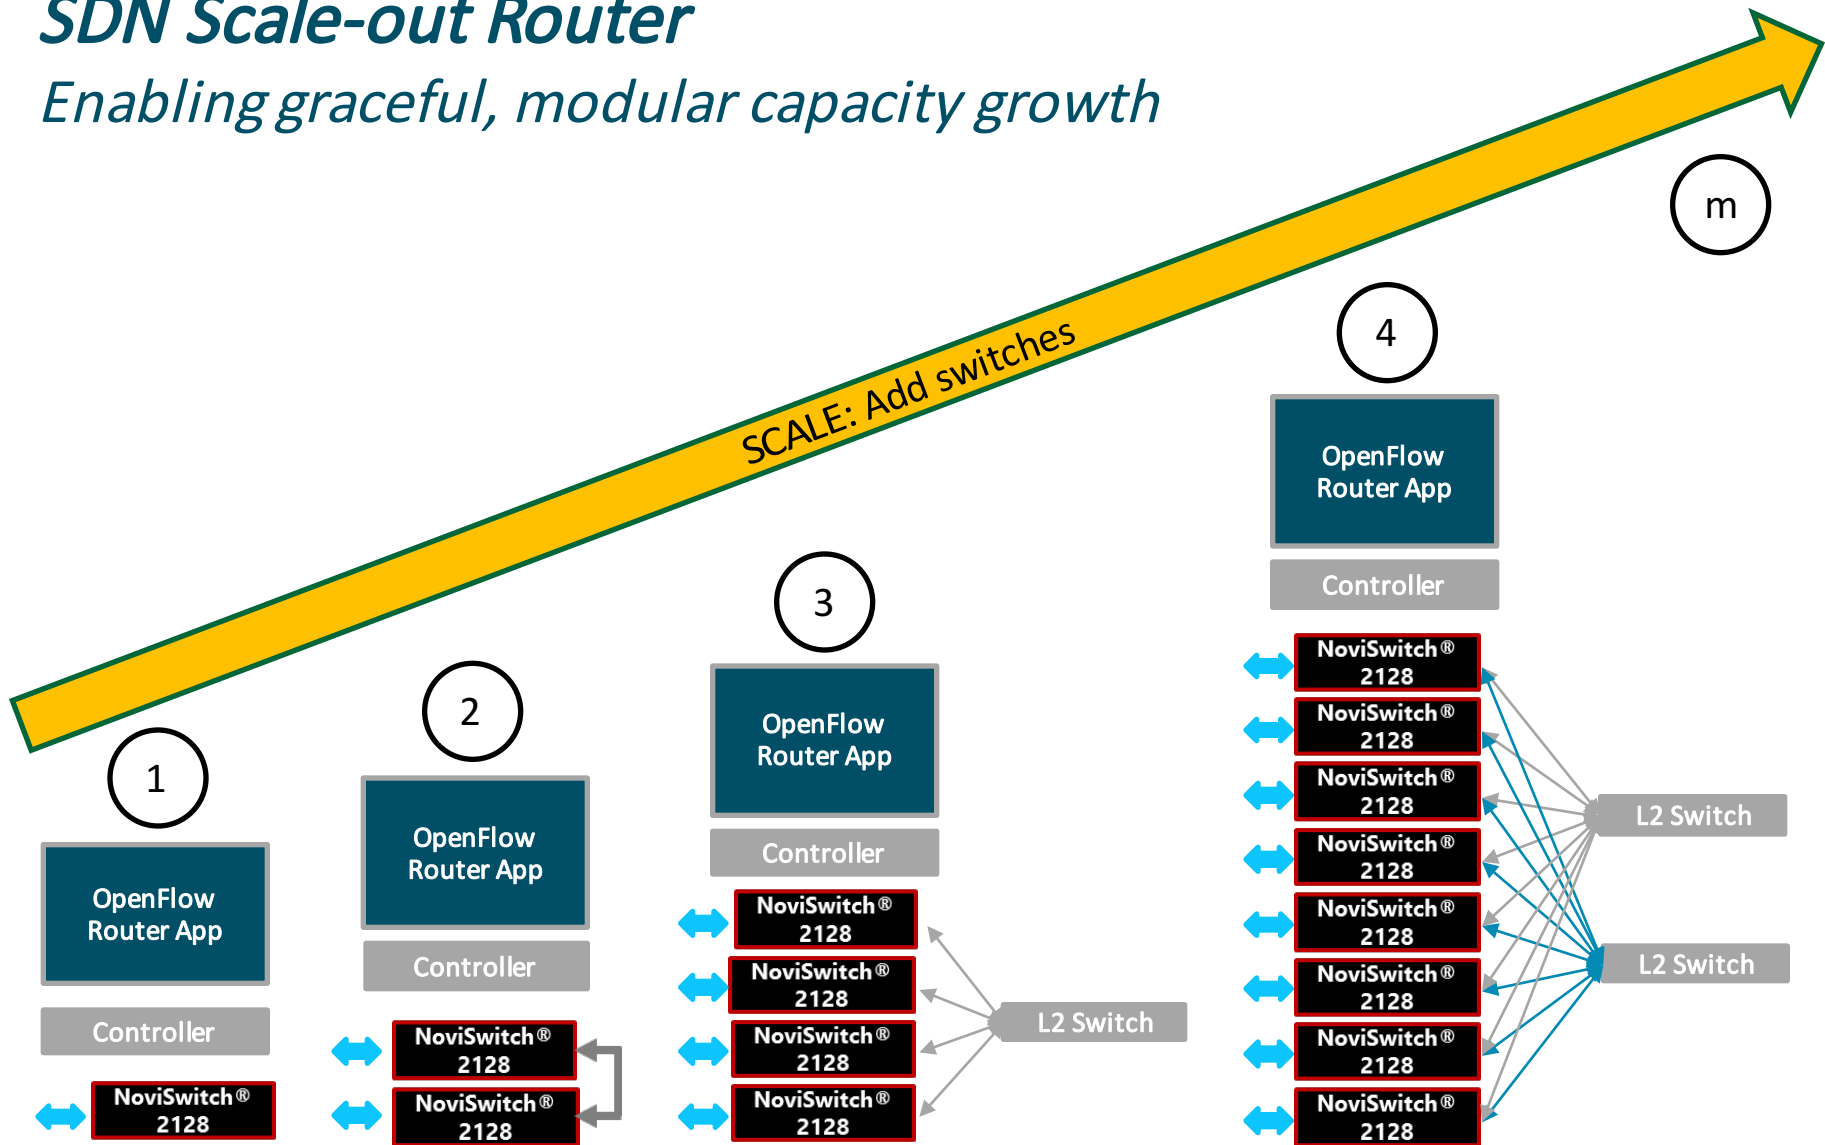 SDN Scale-out Router
Enabling graceful, modular capacity growth
SCALE: Add switches
m
1
OpenFlow
Router App
Controller
NoviSwitch®
2128
2
OpenFlow
Router App
Controller
NoviSwitch®
2128
NoviSwitch®
2128
3
OpenFlow
Router App
Controller
NoviSwitch®
2128
NoviSwitch®
2128
NoviSwitch®
2128
NoviSwitch®
2128
L2 Switch
4
OpenFlow
Router App
Controller
NoviSwitch®
2128
NoviSwitch®
2128
NoviSwitch®
2128
NoviSwitch®
2128
NoviSwitch®
2128
NoviSwitch®
2128
NoviSwitch®
2128
NoviSwitch®
2128
L2 Switch
L2 Switch